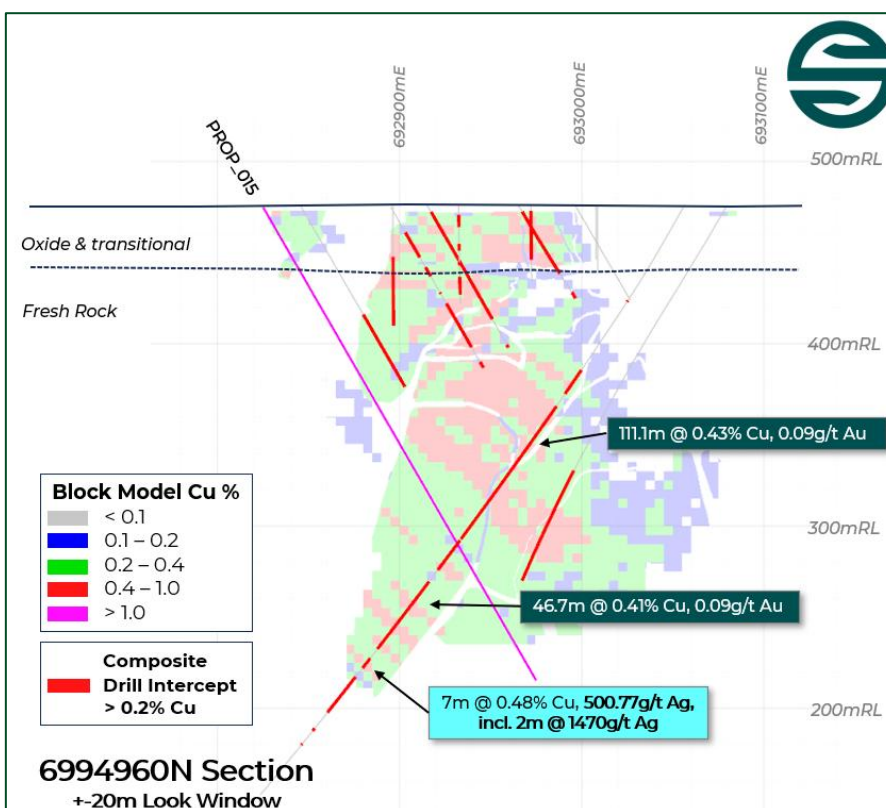 692900mE
693000mE
693100mE
PROP_015
500mRL
Oxide & transitional
Fresh Rock
400mRL
111.1m @ 0.43% Cu, 0.09g/t Au
Block Model Cu %
< 0.1
0.1 – 0.2
0.2 – 0.4
0.4 – 1.0
> 1.0
300mRL
46.7m @ 0.41% Cu, 0.09g/t Au
Composite
Drill Intercept
> 0.2% Cu
7m @ 0.48% Cu, 500.77g/t Ag,
incl. 2m @ 1470g/t Ag
200mRL
6994960N Section
+-20m Look Window